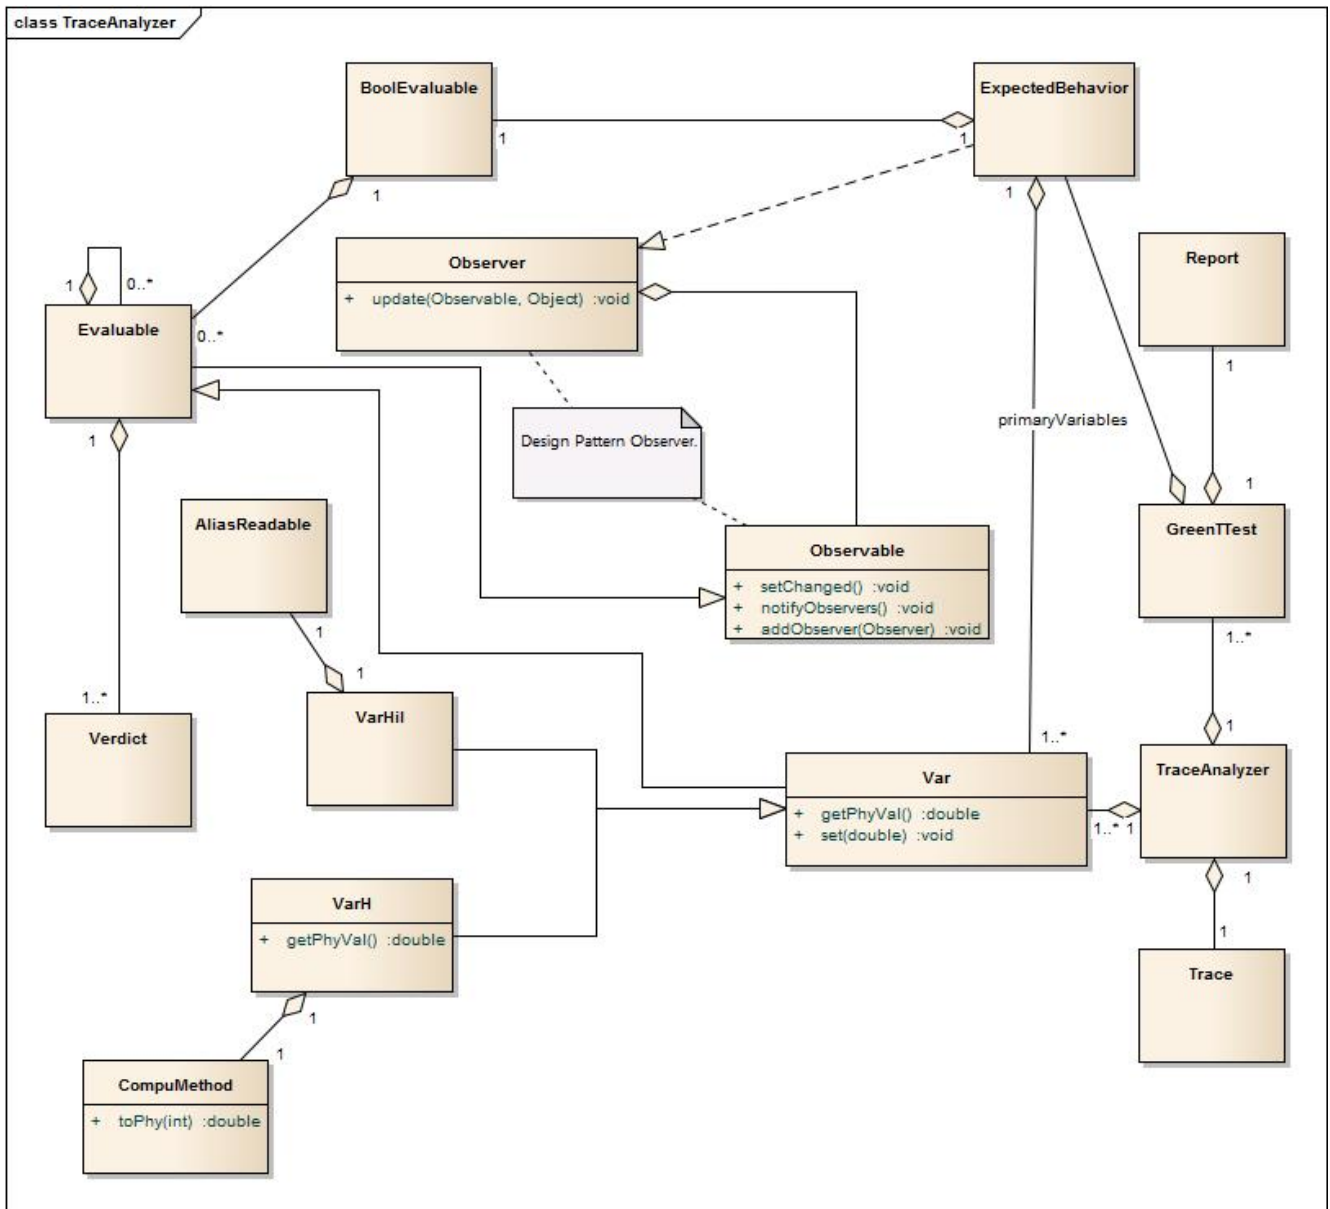 class TraceAnalyzer
BoolEvaluable
ExpectedBehavior
1
1
1
1
Observer
+ update(Observable, Object) :void
Report
1
0..*
Evaluable
0..*
1
1
primaryVariables
Design Pattern Observer.
1
GreenTTest
AliasReadable
Observable
+ setChanged() :void
+ notifyObservers() :void
+ addObserver(Observer) :void
1
1
1..*
1..*
Verdict
VarHil
1..*
1
TraceAnalyzer
Var
+ getPhyVal() :double
+ set(double) :void
1..*
1
1
VarH
+ getPhyVal() :double
1
Trace
1
1
CompuMethod
+ toPhy(int) :double